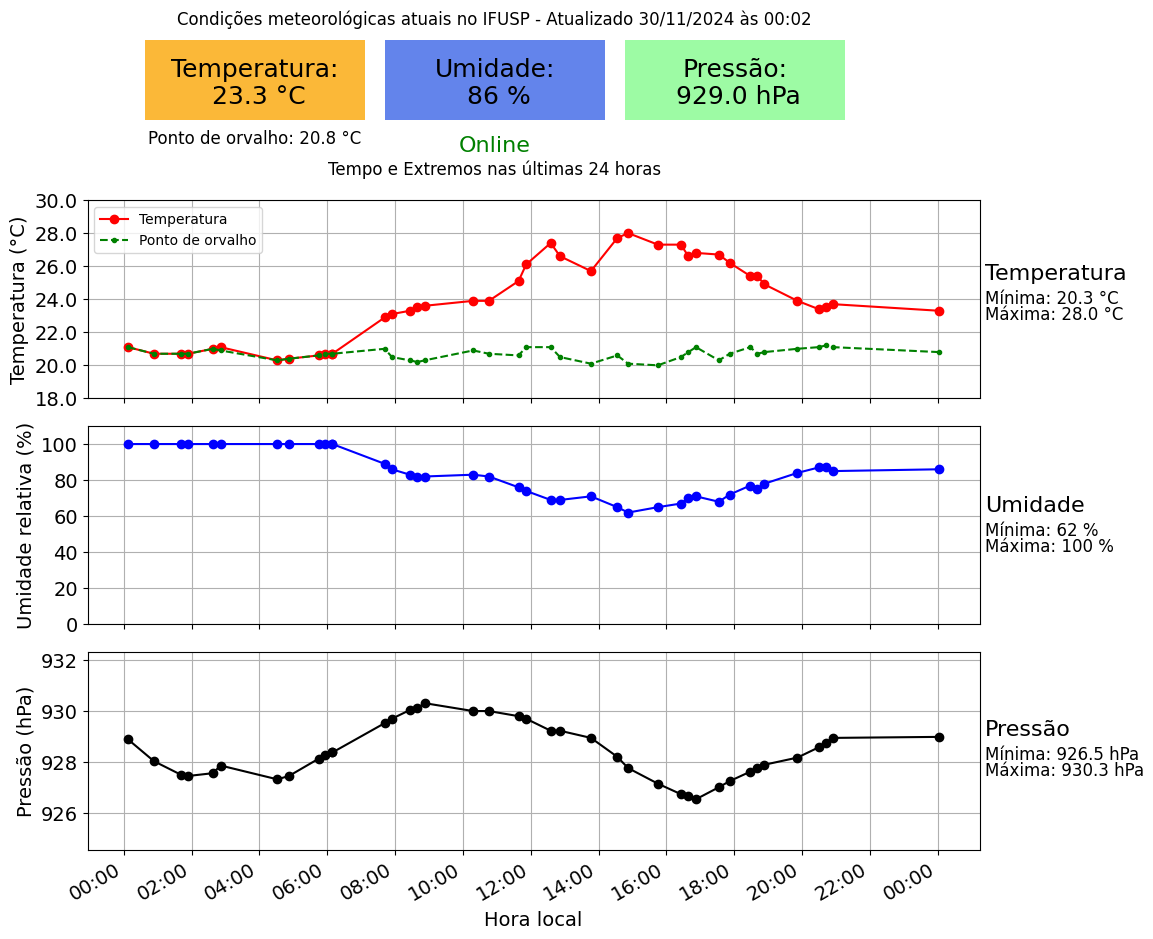 Condições meteorológicas atuais no IFUSP - Atualizado 30/11/2024 às 00:02
Temperatura:
23.3 °C
Umidade:
86 %
Pressão:
929.0 hPa
Ponto de orvalho: 20.8 °C
Online
Tempo e Extremos nas últimas 24 horas
Temperatura (°C)
30.0
28.0
26.0
24.0
22.0
20.0
18.0
Temperatura
Ponto de orvalho
Temperatura
Mínima: 20.3 °C
Máxima: 28.0 °C
Umidade relativa (%)
100
80
60
40
20
0
Umidade
Mínima: 62 %
Máxima: 100 %
Pressão (hPa)
932
930
928
926
Pressão
Mínima: 926.5 hPa
Máxima: 930.3 hPa
00:00 02:00 04:00 06:00 08:00 10:00 12:00 14:00 16:00 18:00 20:00 22:00 00:00
Hora local